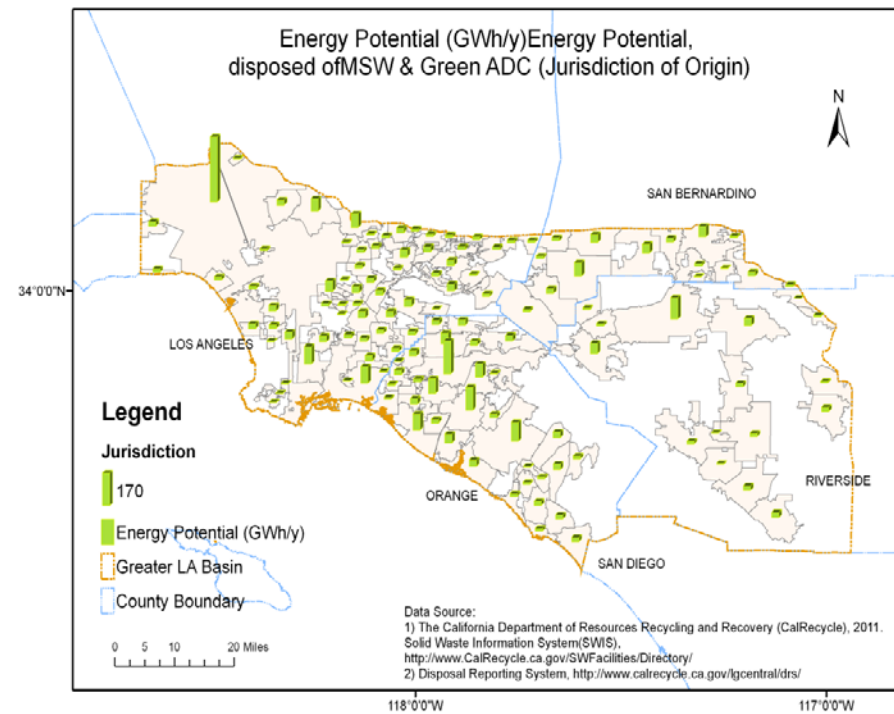 Energy Potential (GWh/y)Energy Potential,
disposed ofMSW & Green ADC (Jurisdiction of Origin)
N
SAN BERNARDINO
34°0'0"N
LOS ANGELES
Legend
Jurisdiction
170
Energy Potential (GWh/y)
Greater LA Basin
County Boundary
0 5 10 20 Miles
ORANGE
RIVERSIDE
SAN DIEGO
Data Source:
1) The California Department of Resources Recycling and Recovery (CalRecycle), 2011.
Solid Waste Information System(SWIS),
http://www.CalRecycle.ca.gov/SWFacilities/Directory/
2) Disposal Reporting System, http://www.calrecycle.ca.gov/lgcentral/drs/
118°0'0"W
117°0'0"W